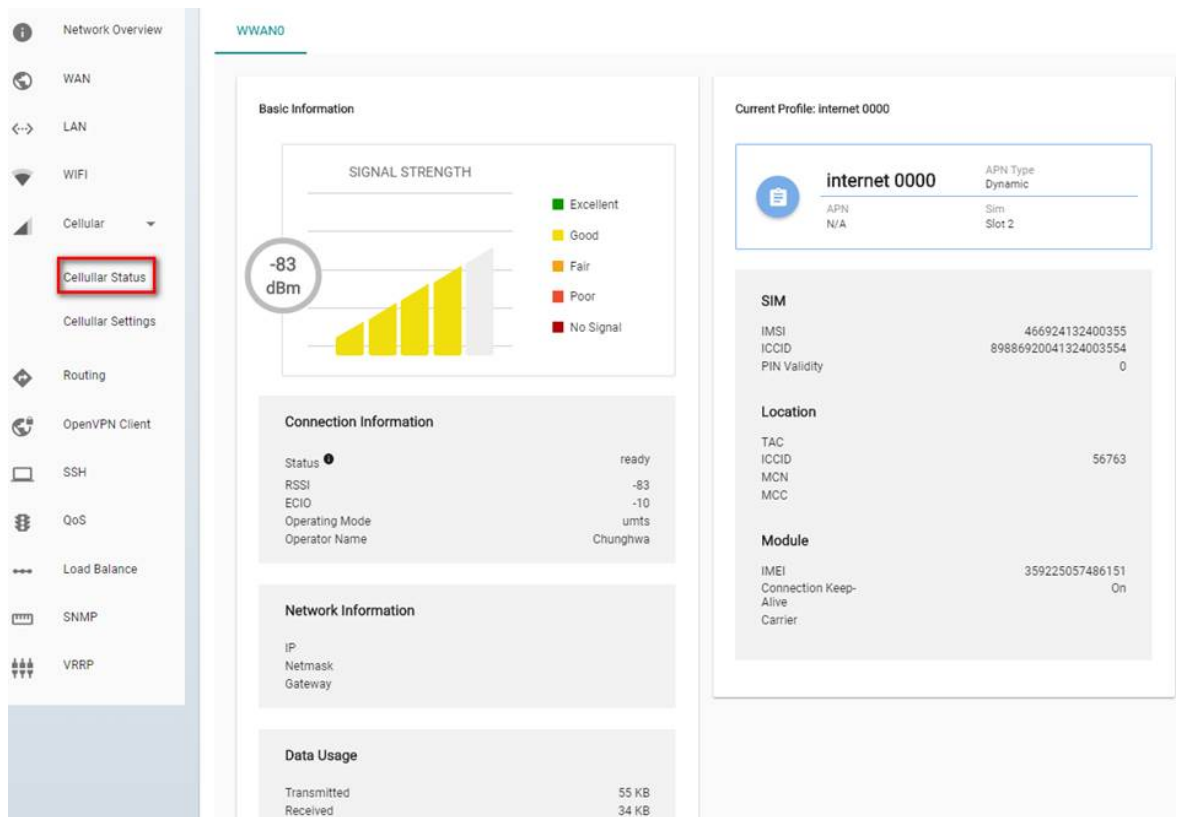 Network Overview
WAN
LAN
WIFI
Cellular
Cellullar Status
Cellullar Settings
Routing
OpenVPN Client
SSH
QoS
Load Balance
SNMP
VRRP
WWAN0
Basic Information
SIGNAL STRENGTH
-83
dBm
Excellent
Good
Fair
Poor
No Signal
Connection Information
Status ready
RSSI -83
ECIO -10
Operating Mode umts
Operator Name Chunghwa
Network Information
IP
Netmask
Gateway
Data Usage
Transmitted 55 KB
Received 34 KB
Current Profile: internet 0000
internet 0000
APN Type
Dynamic
APN
N/A
Sim
Slot 2
SIM
IMSI 466924132400355
ICCID 89886920041324003554
PIN Validity 0
Location
TAC
ICCID 56763
MCN
MCC
Module
IMEI 359225057486151
Connection Keep- On
Alive
Carrier